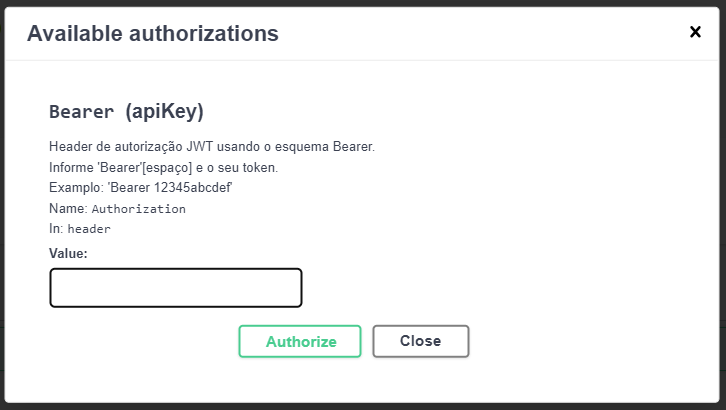 Available authorizations
Bearer (apiKey)
Header de autorização JWT usando o esquema Bearer.
Informe 'Bearer'[espaço] e o seu token.
Examplo: 'Bearer 12345abcdef'
Name: Authorization
In: header
Value:
Authorize Close